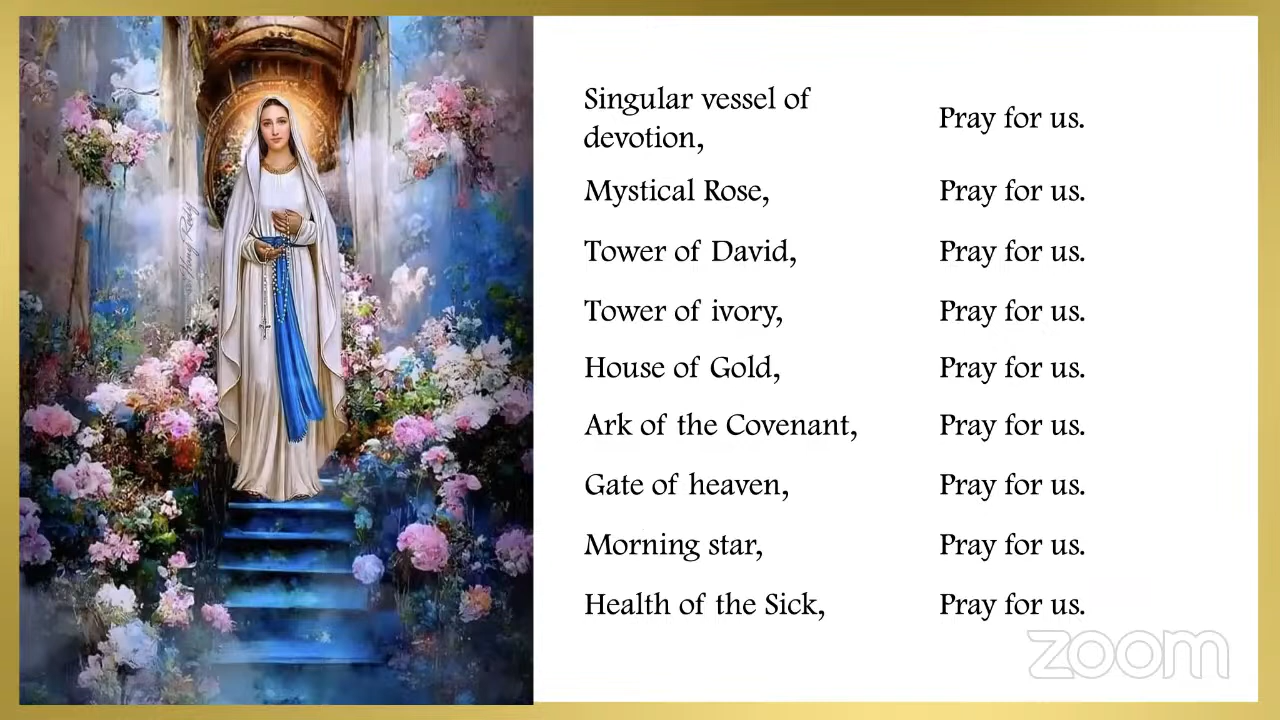 Singular vessel of
devotion,
Pray for us.
Mystical Rose, Pray for us.
Tower of David, Pray for us.
Tower of ivory, Pray for us.
House of Gold, Pray for us.
Ark of the Covenant, Pray for us.
Gate of heaven, Pray for us.
Morning star, Pray for us.
Health of the Sick, Pray for us.
zoom